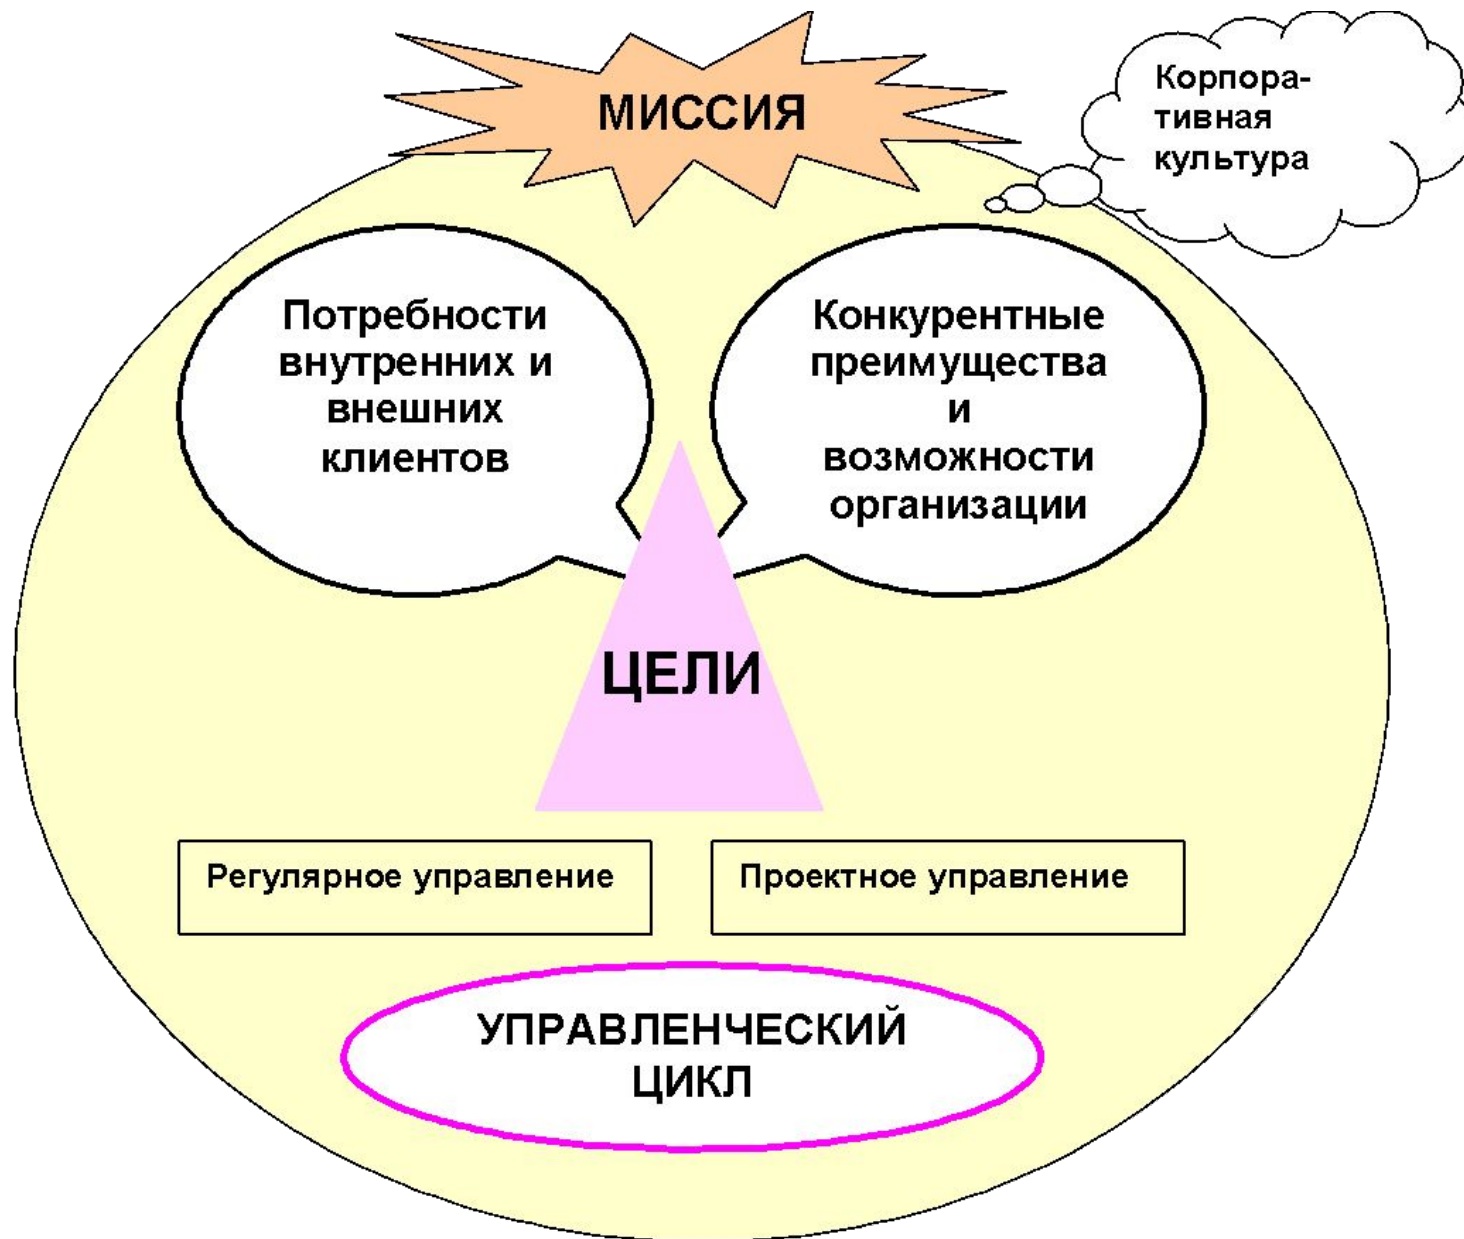 МИССИЯ
Корпора-
тивная
культура
Потребности
внутренних и
внешних
клиентов
Конкурентные
преимущества
и
возможности
организации
ЦЕЛИ
Регулярное управление
Проектное управление
УПРАВЛЕНЧЕСКИЙ
ЦИКЛ